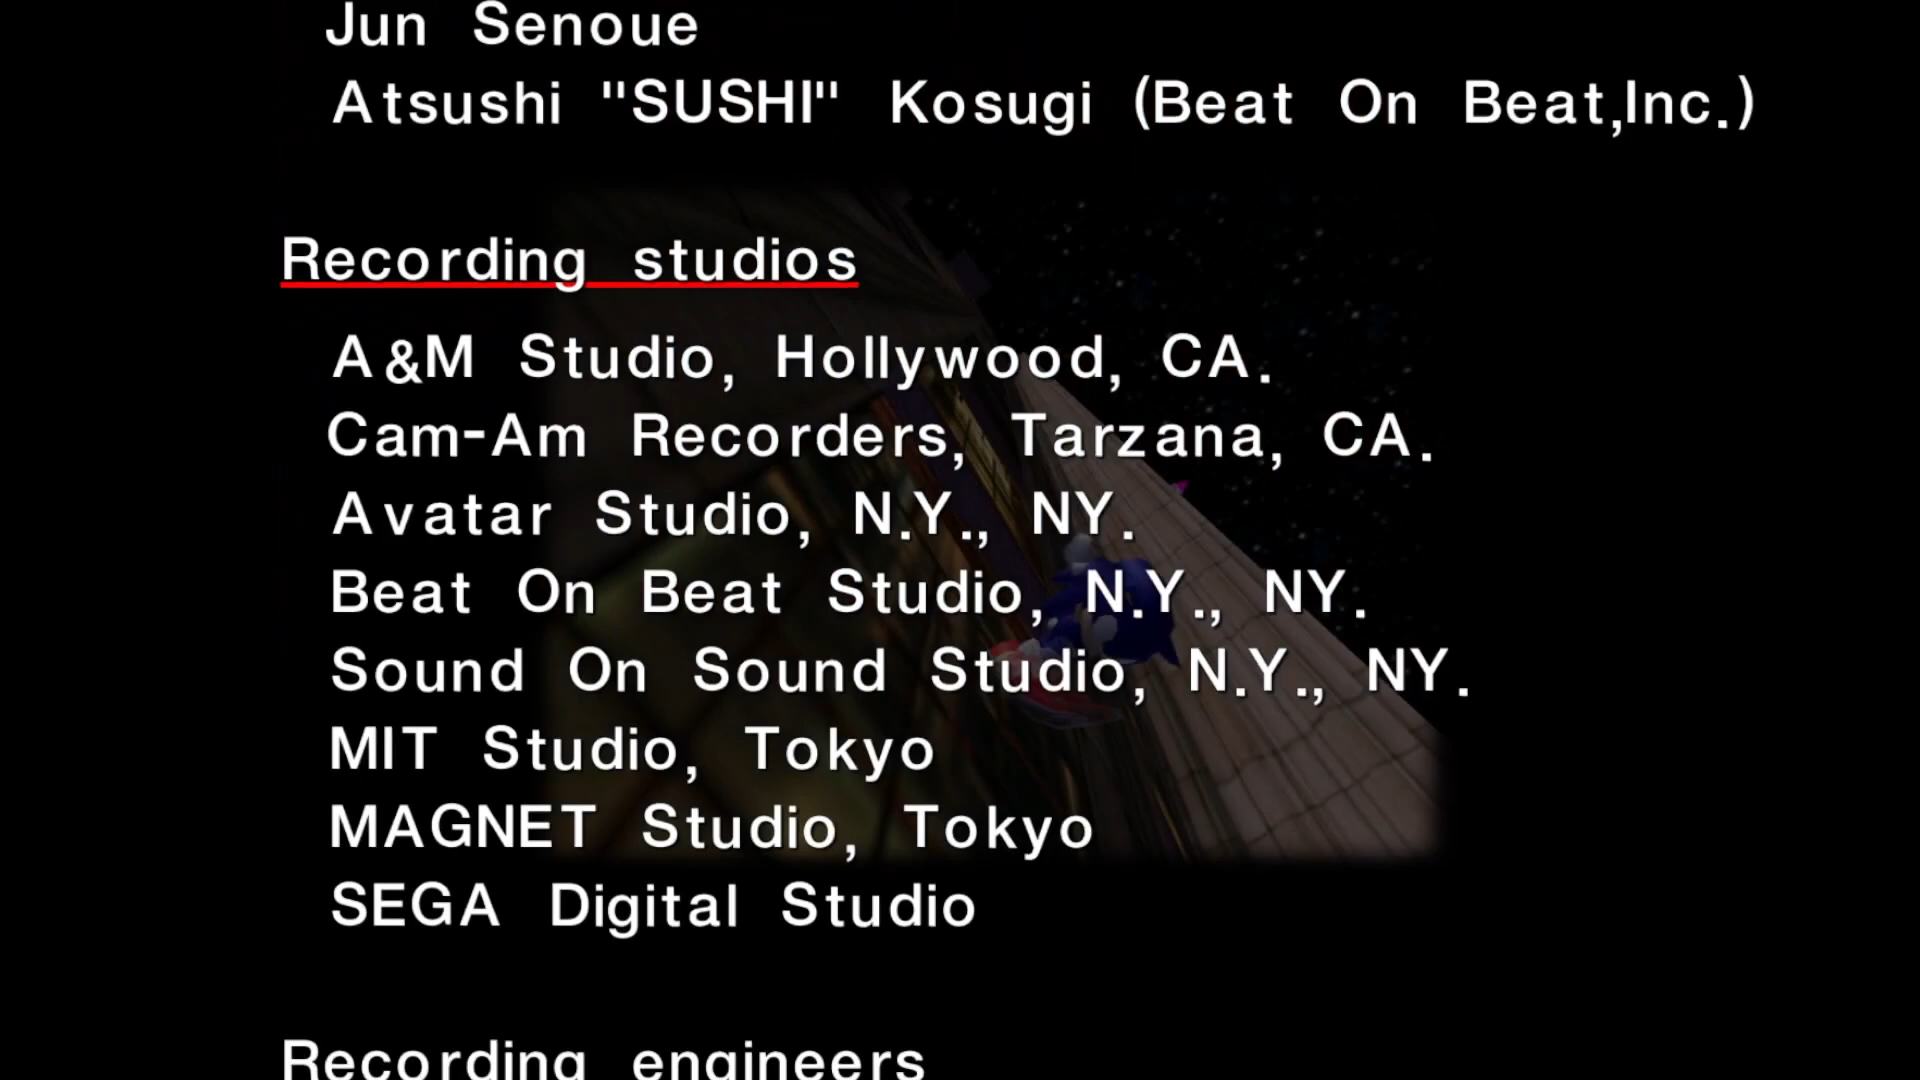 Jun Senoue
Atsushi "SUSHI" Kosugi (Beat On Beat,Inc.)
Recording studios
A&M Studio, Hollywood, CA.
Cam-Am Recorders, Tarzana, CA.
Avatar Studio, N.Y., NY.
Beat On Beat Studio, N.Y., NY.
Sound On Sound Studio, N.Y., NY.
MIT Studio, Tokyo
MAGNET Studio, Tokyo
SEGA Digital Studio
Recording engineers